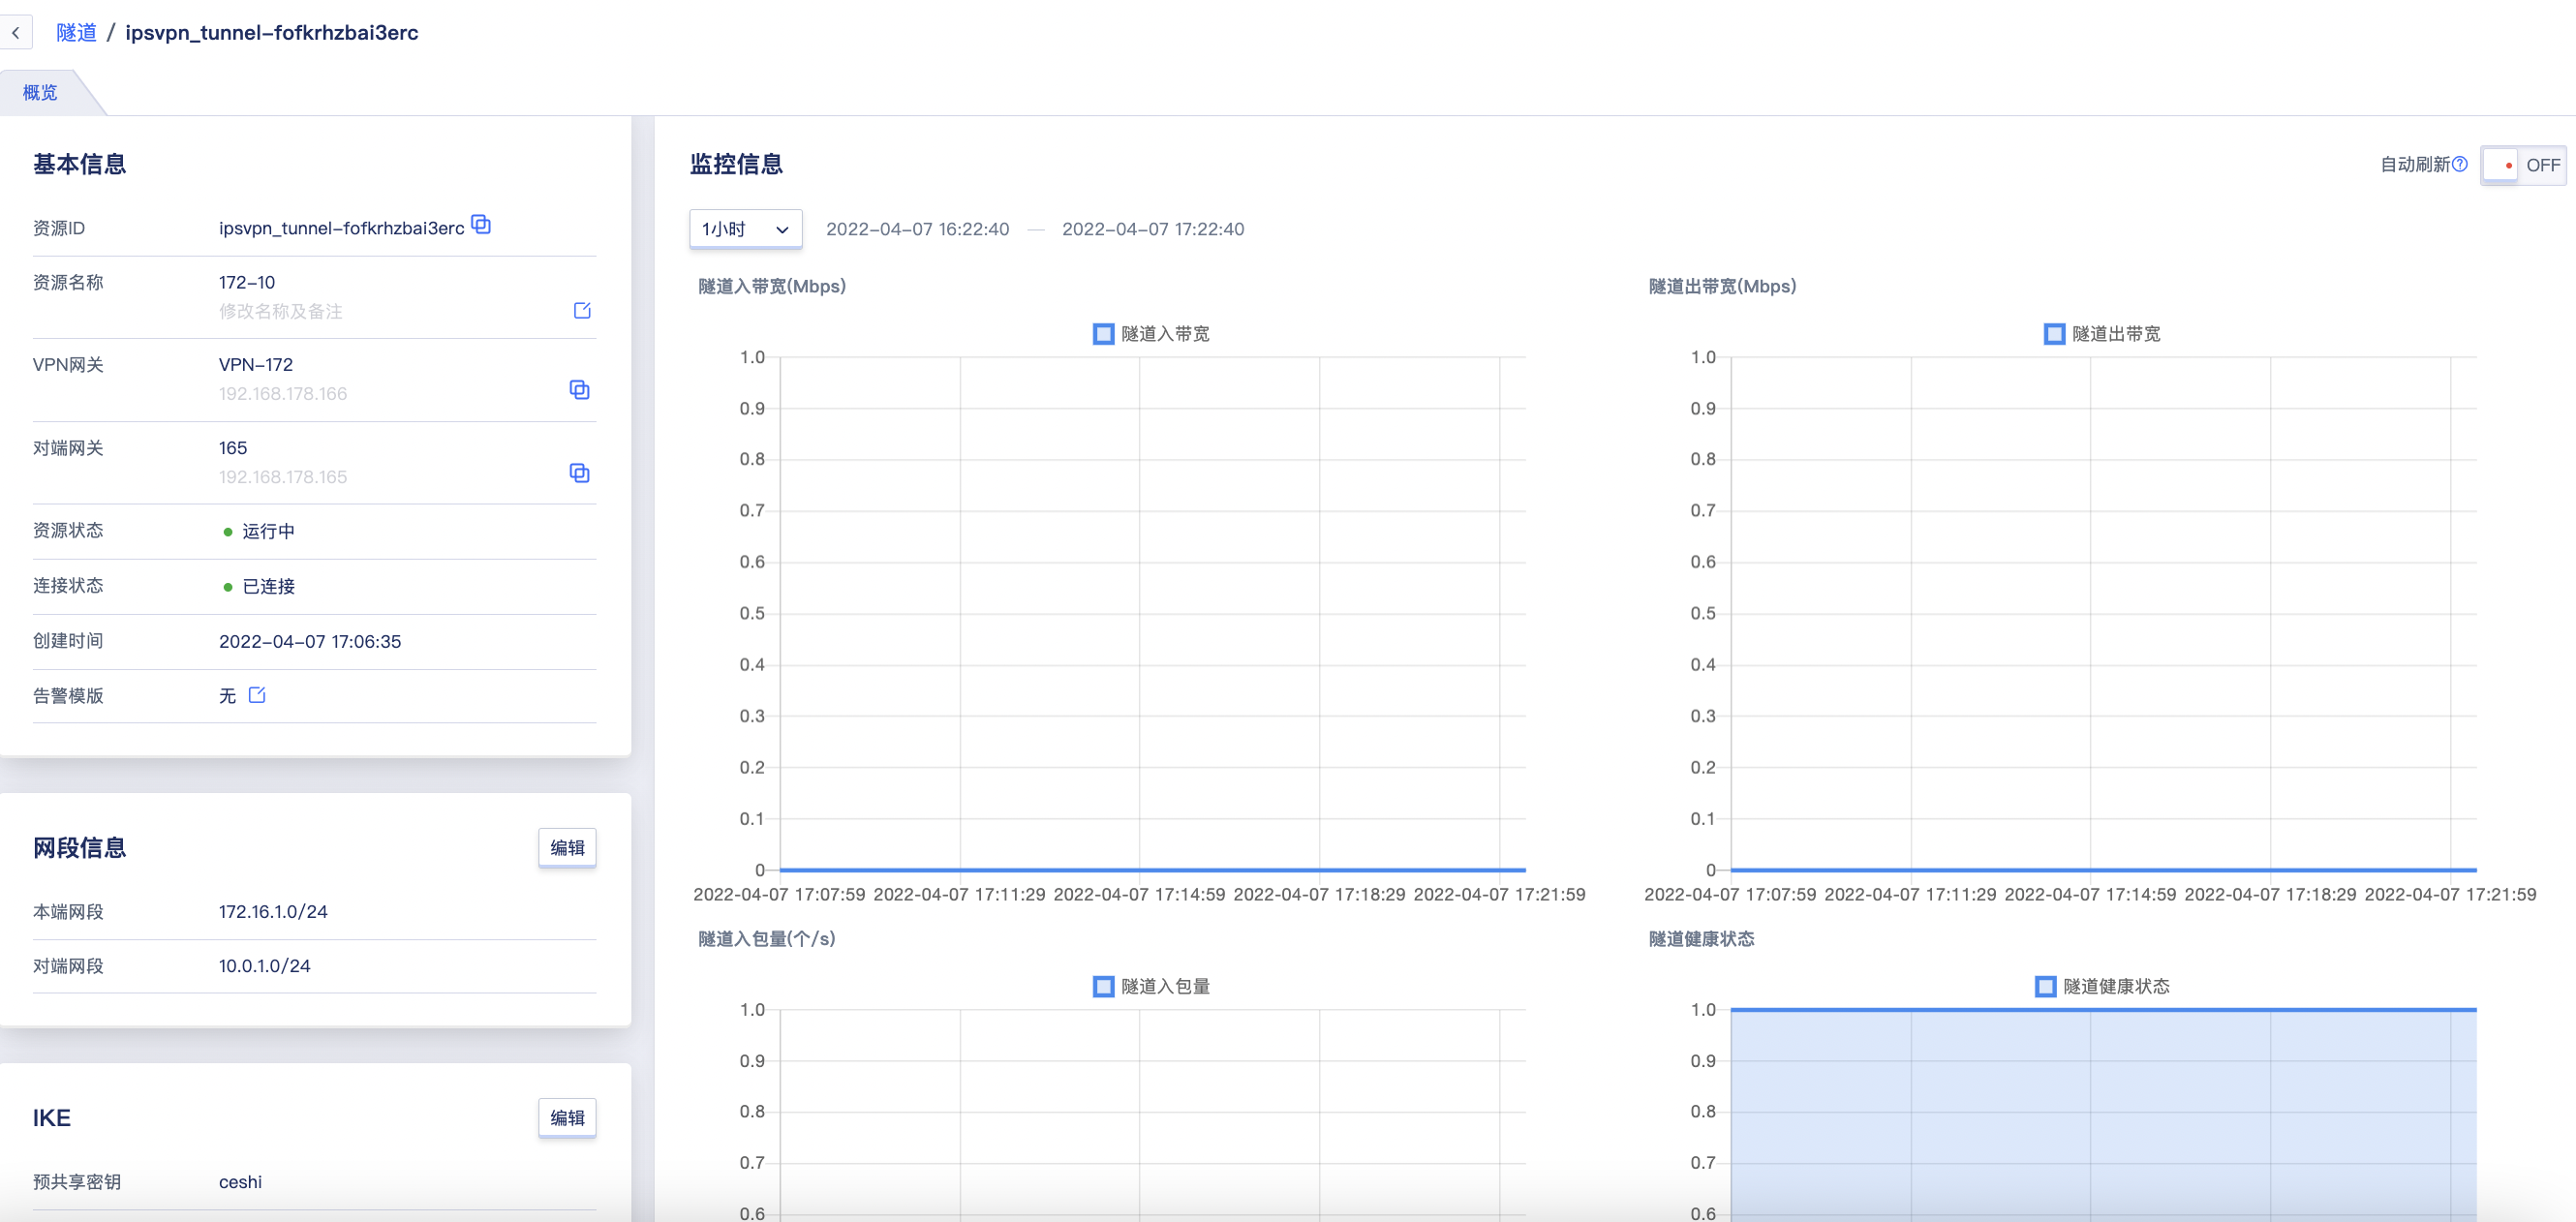 隧道 / ipsvpn_tunnel-fofkrhzbai3erc
概览
基本信息
资源ID ipsvpn_tunnel-fofkrhzbai3erc
资源名称 172-10
修改名称及备注
VPN网关 VPN-172
192.168.178.166
对端网关 165
192.168.178.165
资源状态 运行中
连接状态 已连接
创建时间 2022-04-07 17:06:35
告警模版 无
网段信息 编辑
本端网段 172.16.1.0/24
对端网段 10.0.1.0/24
IKE 编辑
预共享密钥 ceshi
监控信息
自动刷新 OFF
1小时 2022-04-07 16:22:40 — 2022-04-07 17:22:40
隧道入带宽(Mbps)
隧道入带宽
1.0
0.9
0.8
0.7
0.6
0.5
0.4
0.3
0.2
0.1
0
2022-04-07 17:07:59 2022-04-07 17:11:29 2022-04-07 17:14:59 2022-04-07 17:18:29 2022-04-07 17:21:59
隧道出带宽(Mbps)
隧道出带宽
1.0
0.9
0.8
0.7
0.6
0.5
0.4
0.3
0.2
0.1
0
2022-04-07 17:07:59 2022-04-07 17:11:29 2022-04-07 17:14:59 2022-04-07 17:18:29 2022-04-07 17:21:59
隧道入包量(个/s)
隧道入包量
1.0
0.9
0.8
0.7
0.6
隧道健康状态
隧道健康状态
1.0
0.9
0.8
0.7
0.6